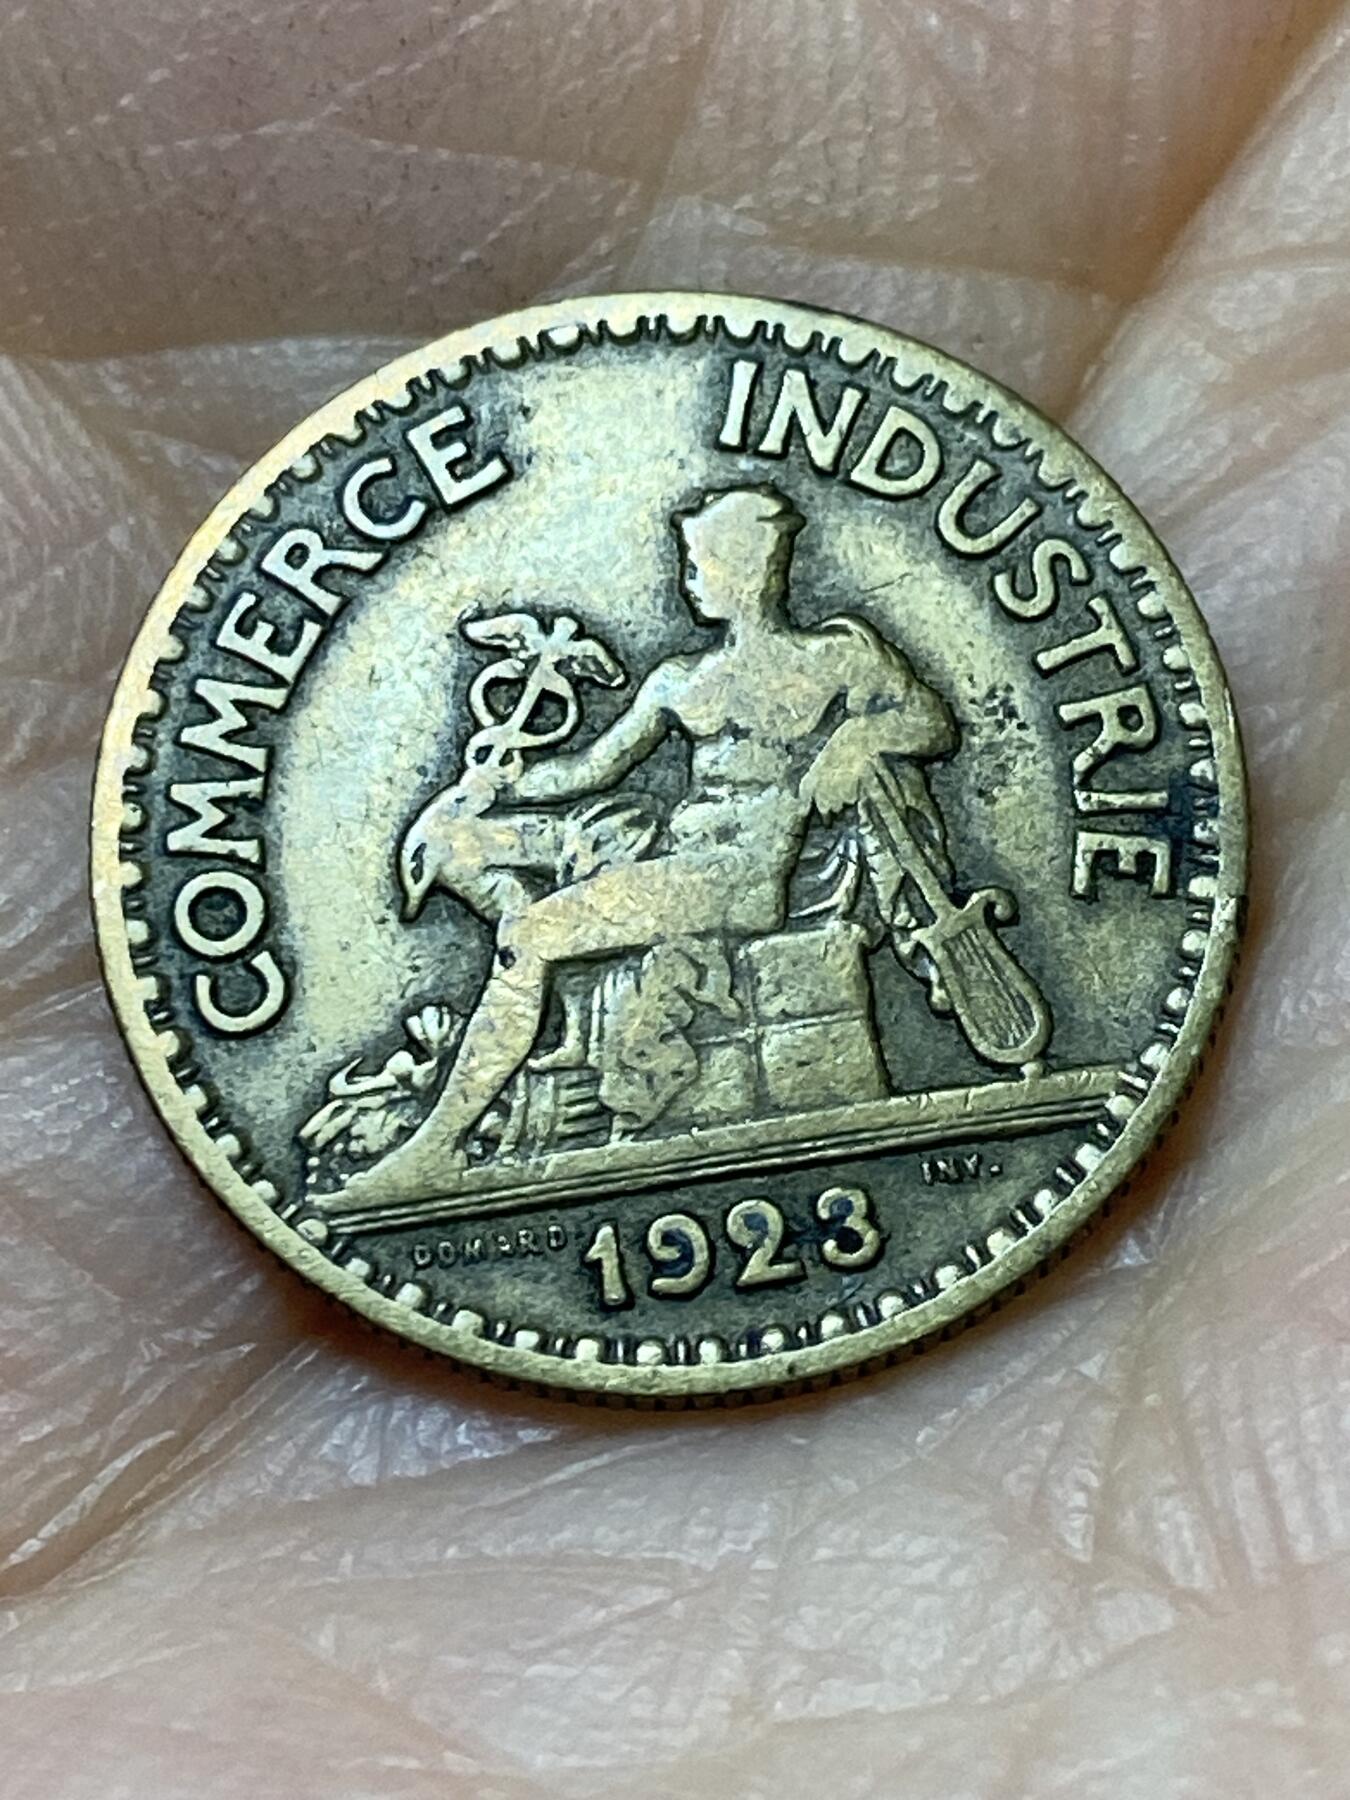 COMMERCE INDUSTRIE
DOMARD INV.
1923